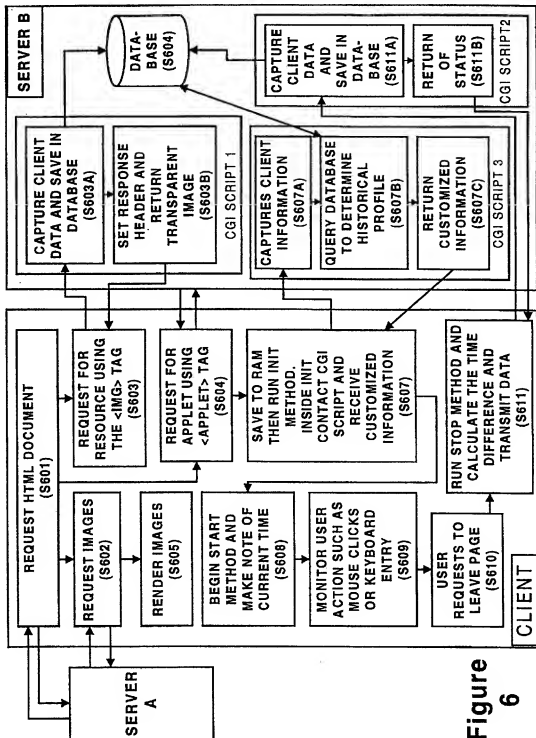 SERVER B
DATA-
BASE
(S604)
CAPTURE
CLIENT
DATA AND
SAVE IN
DATA-
BASE
(S611A)
RETURN
OF
STATUS
(S611B)
CGI SCRIPT2
CAPTURE CLIENT
DATA AND SAVE IN
DATABASE
(S603A)
SET RESPONSE
HEADER AND
RETURN
TRANSPARENT
IMAGE
(S603B)
CGI SCRIPT 1
CAPTURES CLIENT
INFORMATION
(S607A)
QUERY DATABASE
TO DETERMINE
HISTORICAL
PROFILE
(S607B)
RETURN
CUSTOMIZED
INFORMATION
(S607C)
CGI SCRIPT 3
REQUEST HTML DOCUMENT
(S601)
REQUEST IMAGES
(S602)
RENDER IMAGES
(S605)
REQUEST FOR
RESOURCE USING
THE <IMG> TAG
(S603)
REQUEST FOR
APPLET USING
<APPLET> TAG
(S604)
SAVE TO RAM
THEN RUN INIT
METHOD.
INSIDE INIT
CONTACT CGI
SCRIPT AND
RECEIVE
CUSTOMIZED
INFORMATION
(S607)
BEGIN START
METHOD AND
MAKE NOTE OF
CURRENT TIME
(S608)
MONITOR USER
ACTION SUCH AS
MOUSE CLICKS
OR KEYBOARD
ENTRY
(S609)
USER
REQUESTS TO
LEAVE PAGE
(S610)
RUN STOP METHOD AND
CALCULATE THE TIME
DIFFERENCE AND
TRANSMIT DATA
(S611)
CLIENT
SERVER
A
Figure
6